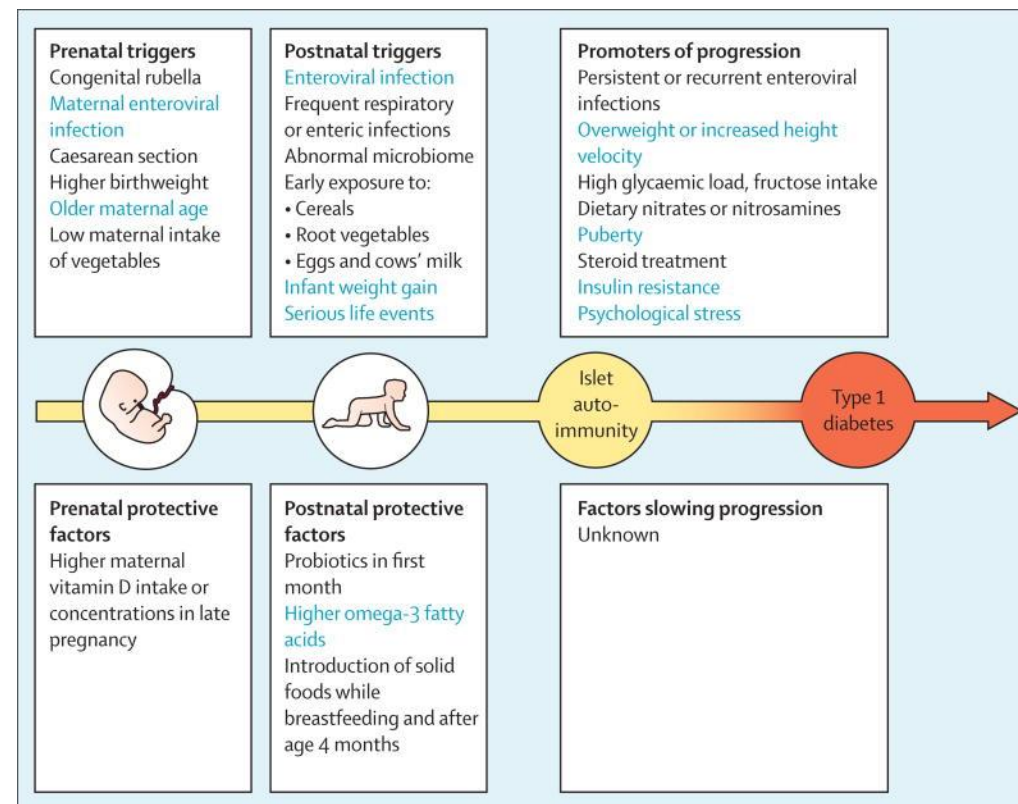 Prenatal triggers
Congenital rubella
Maternal enteroviral
infection
Caesarean section
Higher birthweight
Older maternal age
Low maternal intake
of vegetables
Postnatal triggers
Enteroviral infection
Frequent respiratory
or enteric infections
Abnormal microbiome
Early exposure to:
• Cereals
• Root vegetables
• Eggs and cows’ milk
Infant weight gain
Serious life events
Promoters of progression
Persistent or recurrent enteroviral
infections
Overweight or increased height
velocity
High glycaemic load, fructose intake
Dietary nitrates or nitrosamines
Puberty
Steroid treatment
Insulin resistance
Psychological stress
Islet
auto-
immunity
Type 1
diabetes
Prenatal protective
factors
Higher maternal
vitamin D intake or
concentrations in late
pregnancy
Postnatal protective
factors
Probiotics in first
month
Higher omega-3 fatty
acids
Introduction of solid
foods while
breastfeeding and after
age 4 months
Factors slowing progression
Unknown